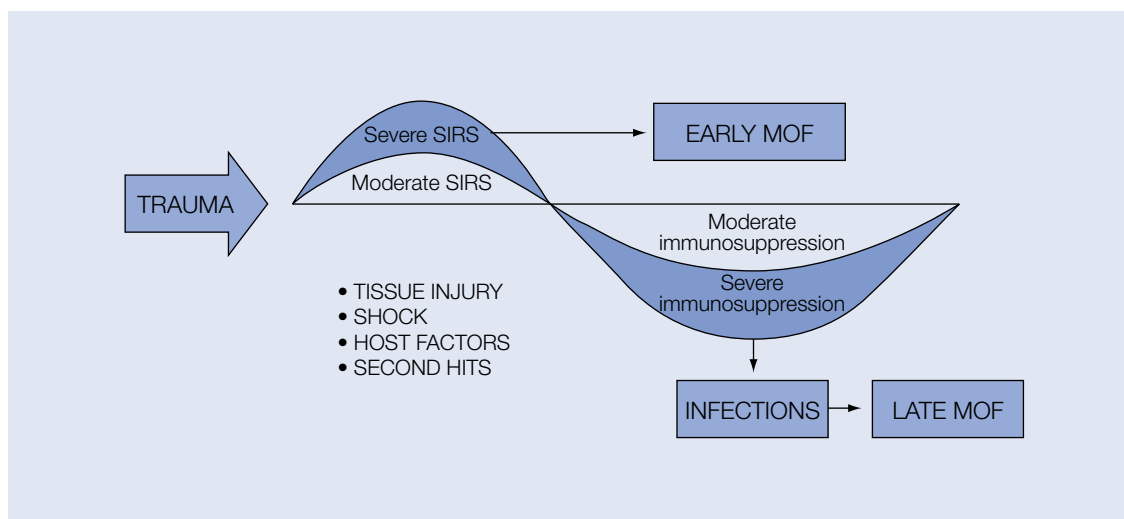 Severe SIRS
EARLY MOF
Moderate SIRS
TRAUMA
Moderate
immunosuppression
Severe
immunosuppression
• TISSUE INJURY
• SHOCK
• HOST FACTORS
• SECOND HITS
INFECTIONS
LATE MOF